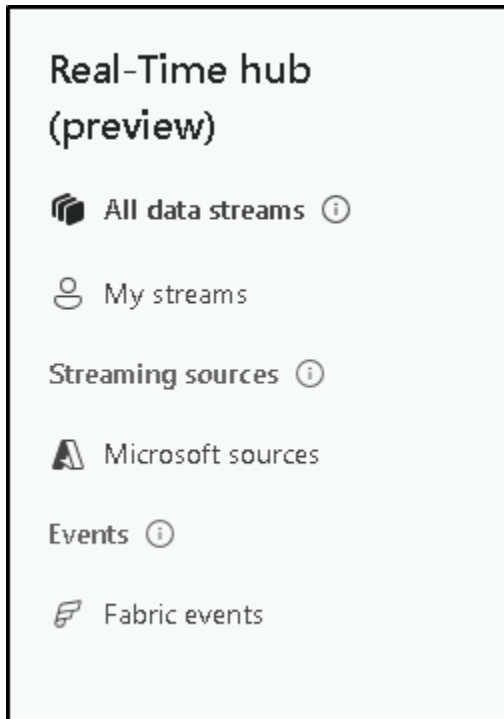 Real-Time hub
(preview)
All data streams
My streams
Streaming sources
Microsoft sources
Events
Fabric events